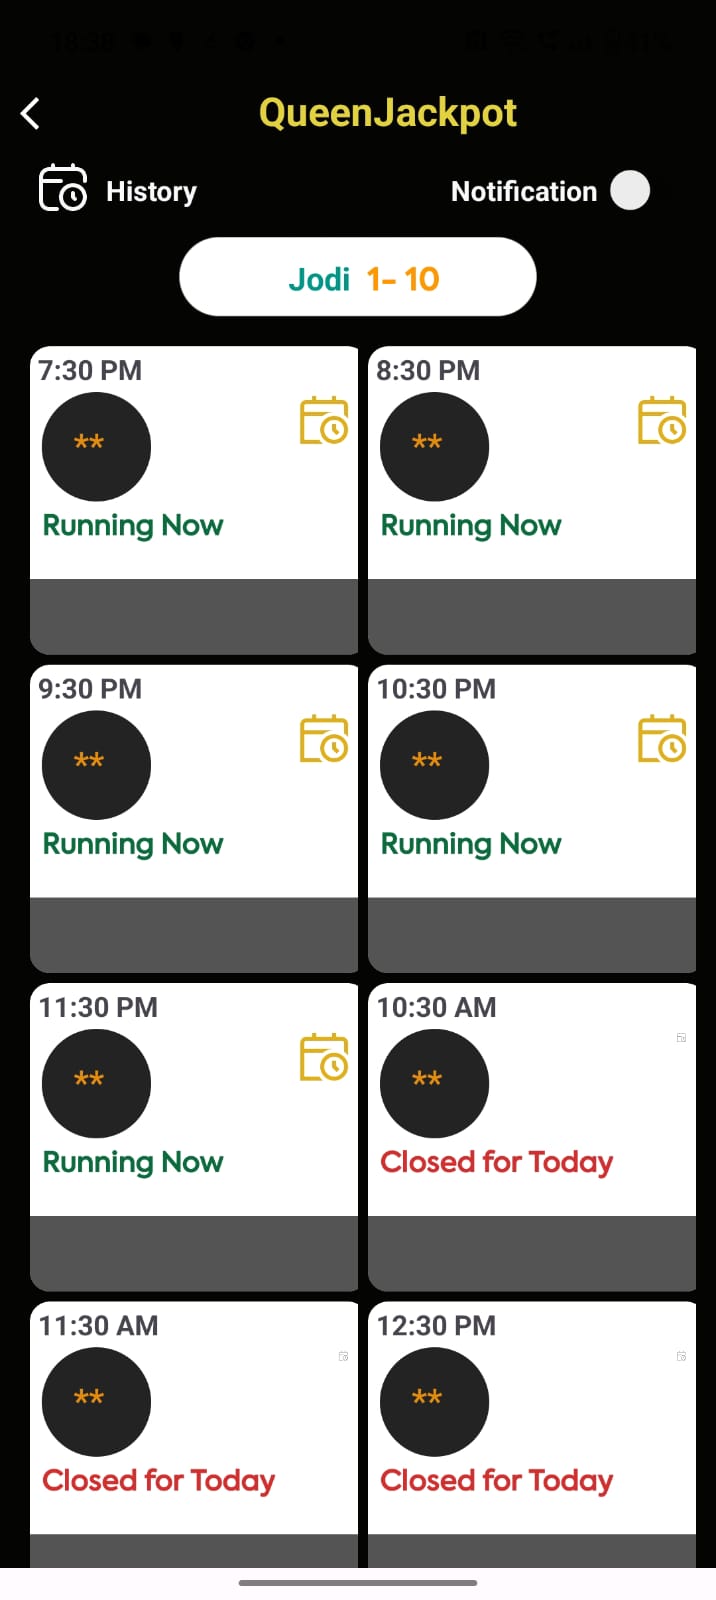 18:38
QueenJackpot
History
Notification
Jodi 1- 10
7:30 PM
**
Running Now
8:30 PM
**
Running Now
9:30 PM
**
Running Now
10:30 PM
**
Running Now
11:30 PM
**
Running Now
10:30 AM
**
Closed for Today
11:30 AM
**
Closed for Today
12:30 PM
**
Closed for Today